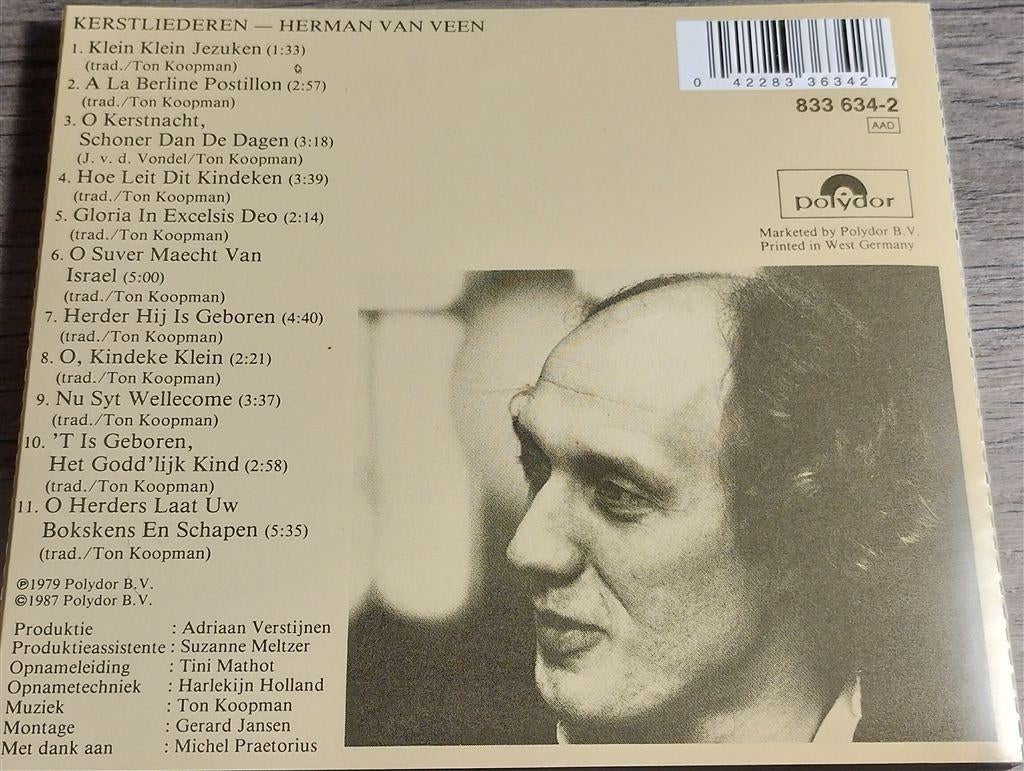 KERSTLIEDEREN — HERMAN VAN VEEN
1. Klein Klein Jezuken (1:33)
(trad./Ton Koopman)
2. A La Berline Postillon (2:57)
(trad./Ton Koopman)
3. O Kerstnacht,
Schoner Dan De Dagen (3:18)
(J. v. d. Vondel/Ton Koopman)
4. Hoe Leit Dit Kindeken (3:39)
(trad./Ton Koopman)
5. Gloria In Excelsis Deo (2:14)
(trad./Ton Koopman)
6. O Suver Maecht Van
Israel (5:00)
(trad./Ton Koopman)
7. Herder Hij Is Geboren (4:40)
(trad./Ton Koopman)
8. O, Kindeke Klein (2:21)
(trad./Ton Koopman)
9. Nu Syt Wellecome (3:37)
(trad./Ton Koopman)
10. 'T Is Geboren,
Het Godd'lijk Kind (2:58)
(trad./Ton Koopman)
11. O Herders Laat Uw
Bokskens En Schapen (5:35)
(trad./Ton Koopman)
℗1979 Polydor B.V.
©1987 Polydor B.V.
Produktie : Adriaan Verstijnen
Produktieassistente : Suzanne Meltzer
Opnameleiding : Tini Mathot
Opnametechniek : Harlekijn Holland
Muziek : Ton Koopman
Montage : Gerard Jansen
Met dank aan : Michel Praetorius
0 42283 36342 7
833 634-2
AAD
polydor
Marketed by Polydor B.V.
Printed in West Germany